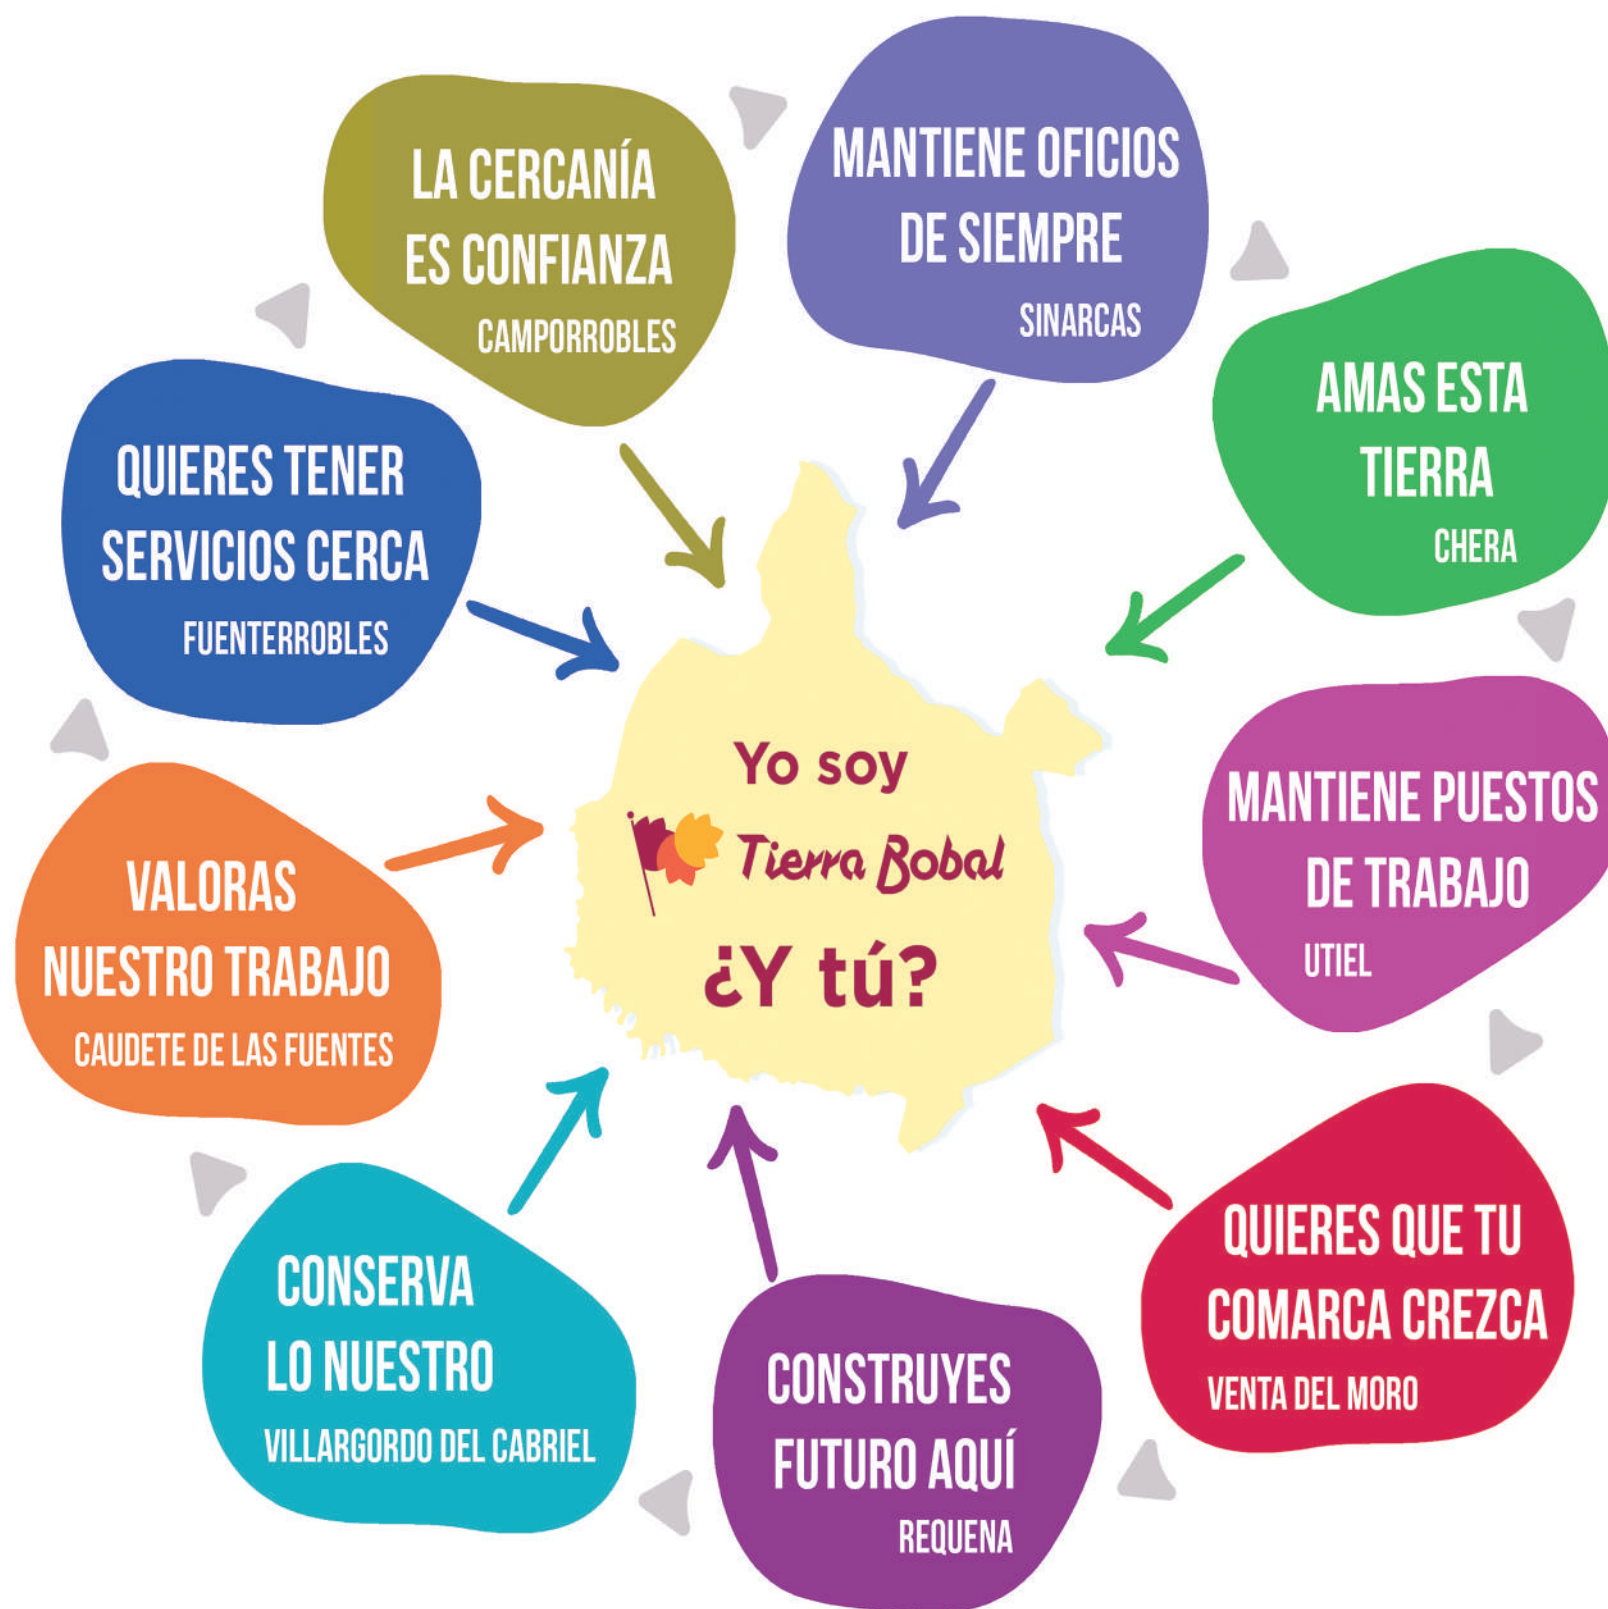 LA CERCANÍA
ES CONFIANZA
CAMPORROBLES
MANTIENE OFICIOS
DE SIEMPRE
SINARCAS
AMAS ESTA
TIERRA
CHERA
MANTIENE PUESTOS
DE TRABAJO
UTIEL
QUIERES QUE TU
COMARCA CREZCA
VENTA DEL MORO
CONSTRUYES
FUTURO AQUÍ
REQUENA
CONSERVA
LO NUESTRO
VILLARGORDO DEL CABRIEL
VALORAS
NUESTRO TRABAJO
CAUDETE DE LAS FUENTES
QUIERES TENER
SERVICIOS CERCA
FUENTERROBLES
Yo soy
Tierra Bobal
¿Y tú?